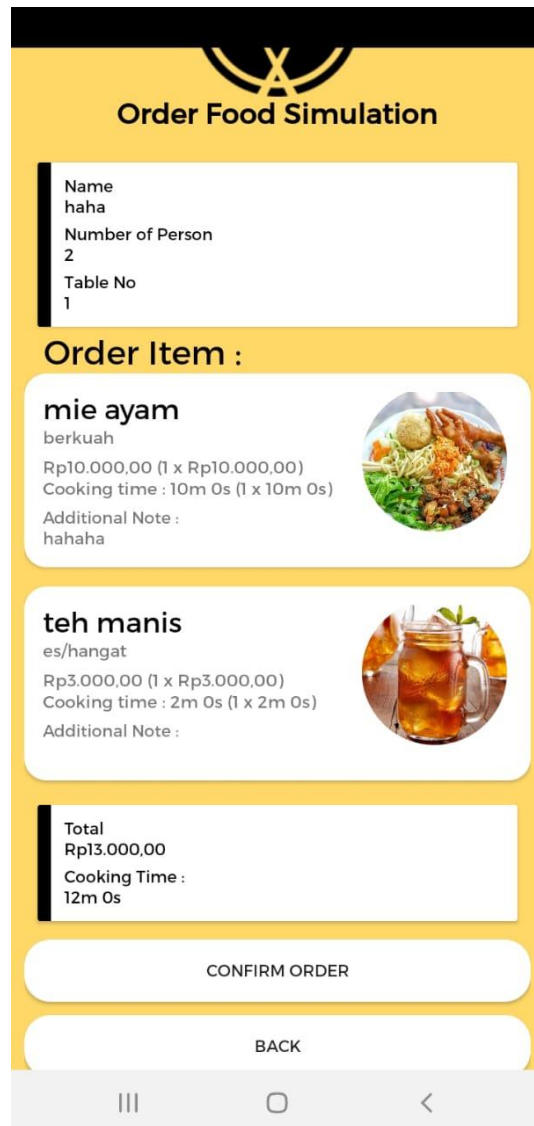 Order Food Simulation
Name
haha
Number of Person
2
Table No
1
Order Item :
mie ayam
berkuah
Rp10.000,00 (1 x Rp10.000,00)
Cooking time : 10m 0s (1 x 10m 0s)
Additional Note :
hahaha
teh manis
es/hangat
Rp3.000,00 (1 x Rp3.000,00)
Cooking time : 2m 0s (1 x 2m 0s)
Additional Note :
Total
Rp13.000,00
Cooking Time :
12m 0s
CONFIRM ORDER
BACK